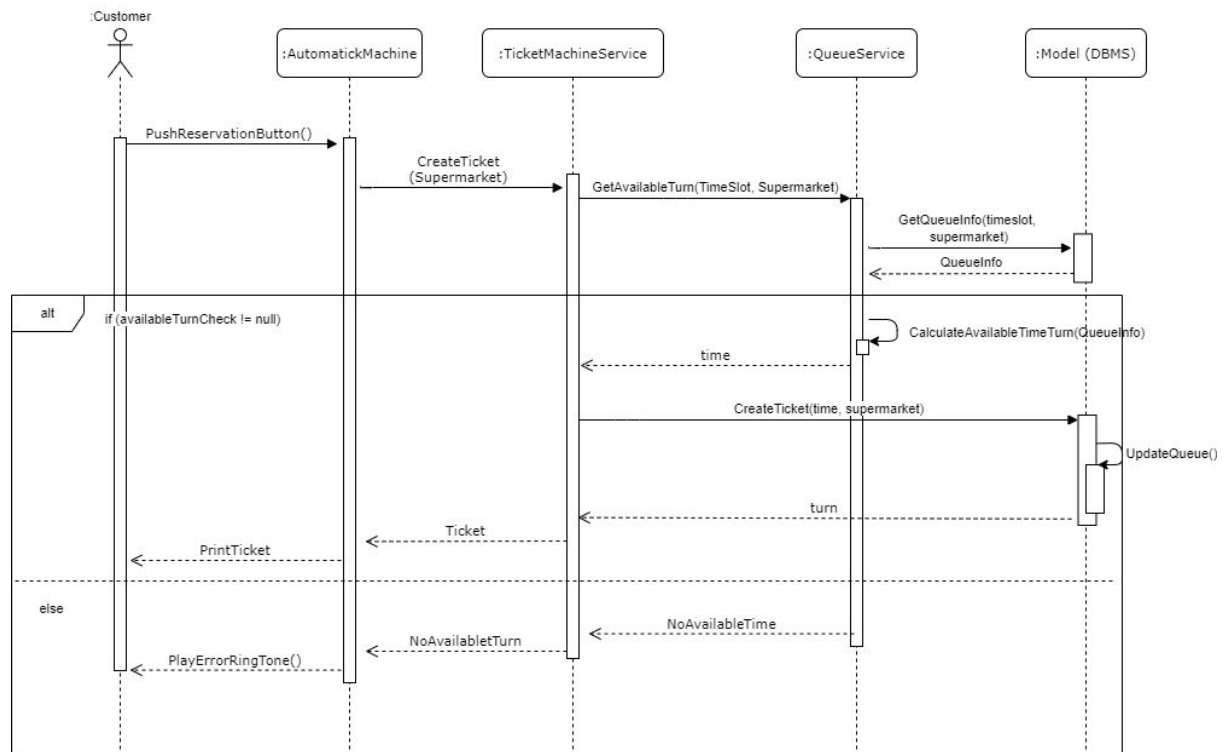 :Customer
:AutomatickMachine
:TicketMachineService
:QueueService
:Model (DBMS)
PushReservationButton()
CreateTicket
(Supermarket)
GetAvailableTurn(TimeSlot, Supermarket)
GetQueueInfo(timeslot,
supermarket)
QueueInfo
alt
if (availableTurnCheck != null)
CalculateAvailableTimeTurn(QueueInfo)
time
CreateTicket(time, supermarket)
UpdateQueue()
turn
Ticket
PrintTicket
else
NoAvailableTime
NoAvailabletTurn
PlayErrorRingTone()